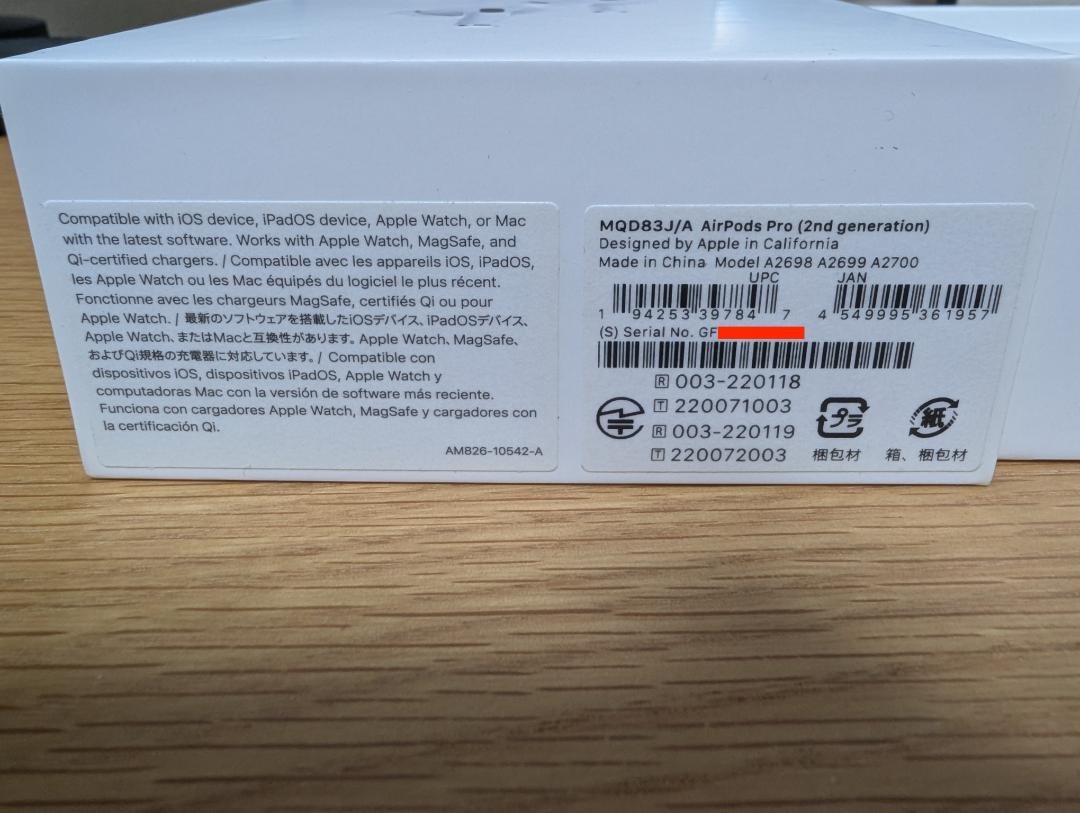 Compatible with iOS device, iPadOS device, Apple Watch, or Mac
with the latest software. Works with Apple Watch, MagSafe, and
Qi-certified chargers. / Compatible avec les appareils iOS, iPadOS,
les Apple Watch ou les Mac équipés du logiciel le plus récent.
Fonctionne avec les chargeurs MagSafe, certifiés Qi ou pour
Apple Watch. / 最新のソフトウェアを搭載したiOSデバイス、iPadOSデバイス、
Apple Watch、またはMacと互換性があります。Apple Watch、MagSafe、
およびQi規格の充電器に対応しています。/ Compatible con
dispositivos iOS, dispositivos iPadOS, Apple Watch y
computadoras Mac con la versión de software más reciente.
Funciona con cargadores Apple Watch, MagSafe y cargadores con
la certificación Qi.
AM826-10542-A
MQD83J/A AirPods Pro (2nd generation)
Designed by Apple in California
Made in China Model A2698 A2699 A2700
UPC JAN
1 94253 39784 7 4 549995 361957
(S) Serial No. GF
R 003-220118
T 220071003
R 003-220119
T 220072003
プラ 紙
梱包材 箱、梱包材